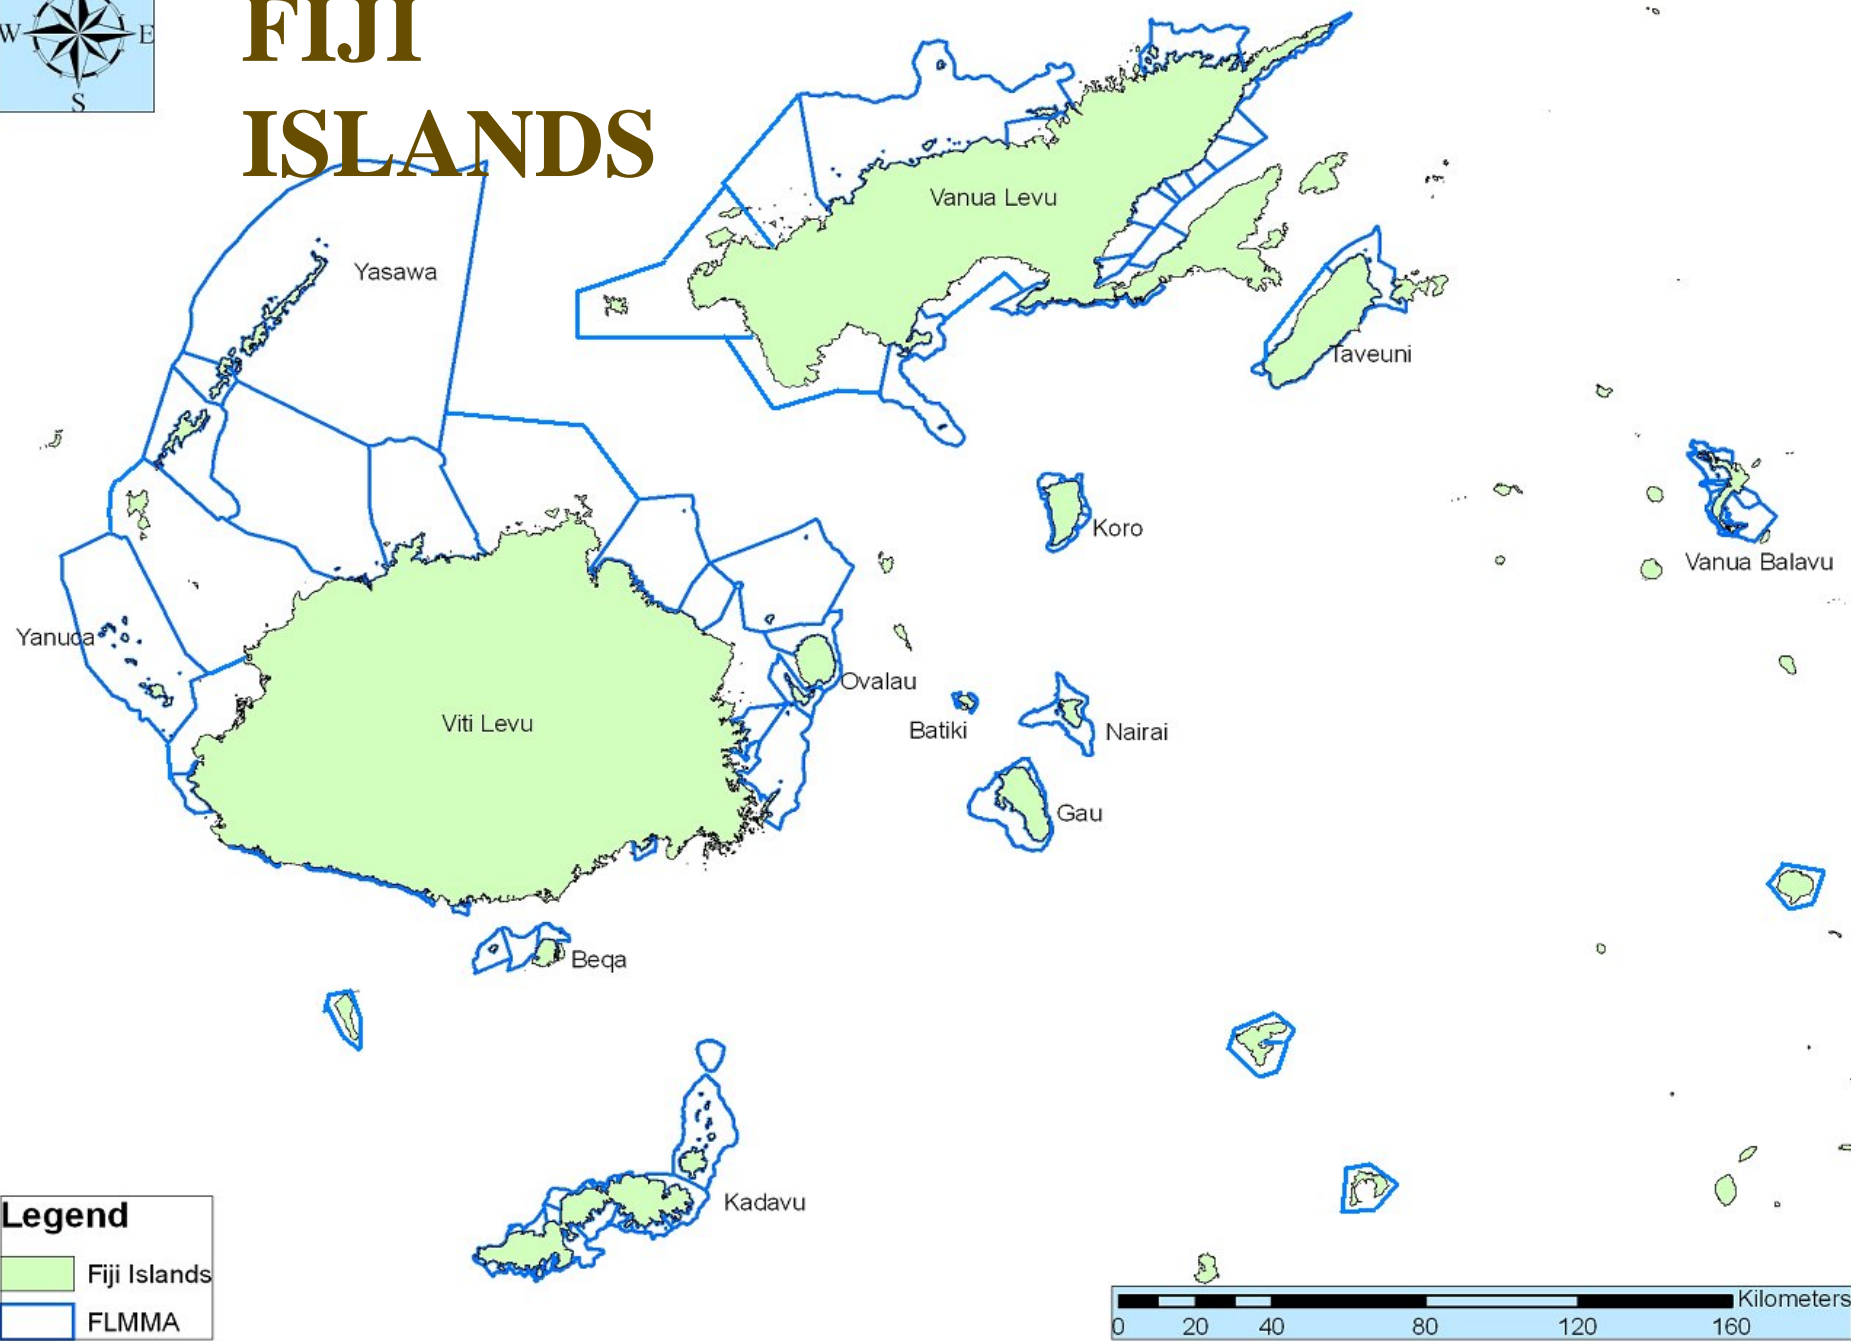 FIJI
ISLANDS
W E
S
Vanua Levu
Yasawa
Taveuni
Koro
Vanua Balavu
Yanuca
Ovalau
Viti Levu
Batiki
Nairai
Gau
Beqa
Kadavu
Legend
Fiji Islands
FLMMA
Kilometers
0 20 40 80 120 160